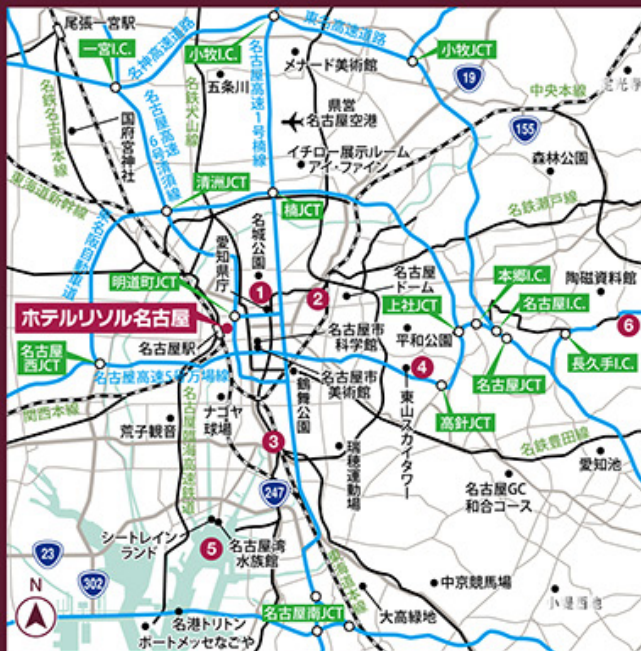 尾張一宮駅
一宮I.C.
名神高速道路
小牧I.C.
東名高速道路
小牧JCT
メナード美術館
19
中央本線
五条川
名鉄犬山線
名古屋高速1号楠線
県営
名古屋空港
155
名鉄名古屋本線
国府宮神社
名古屋高速
6号清須線
イチロー展示ルーム
アイ・ファイン
森林公園
清洲JCT
東海道新幹線
楠JCT
名鉄瀬戸線
東名阪自動車道
愛知県庁
名城公園
名古屋
ドーム
陶磁資料館
明道町JCT
1
2
上社JCT
本郷I.C.
名古屋I.C.
ホテルリソル名古屋
6
名古屋市
科学館
平和公園
名古屋駅
4
長久手I.C.
名古屋
西JCT
名古屋高速5号万場線
名古屋市
美術館
名古屋JCT
関西本線
鶴舞公園
東山スカイタワー
高針JCT
ナゴヤ
球場
荒子観音
名古屋臨海高速鉄道
3
瑞穂運動場
名鉄豊田線
愛知池
247
名古屋GC
和合コース
シートレイン
ランド
5
名古屋湾
水族館
23
302
東海道本線
中京競馬場
N
名港トリトン
名古屋南JCT
大高緑地
ポートメッセなごや